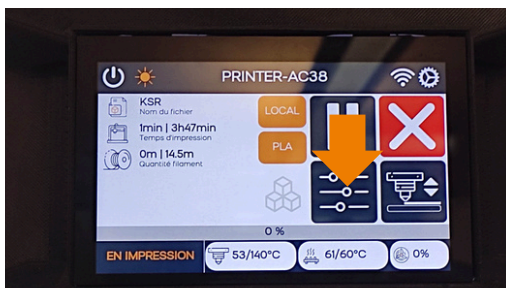 PRINTER-AC38
KSR
Nom du fichier
LOCAL
1min | 3h47min
Temps d'impression
PLA
0m | 14.5m
Quantité filament
0 %
EN IMPRESSION
53/140°C
61/60°C
0%